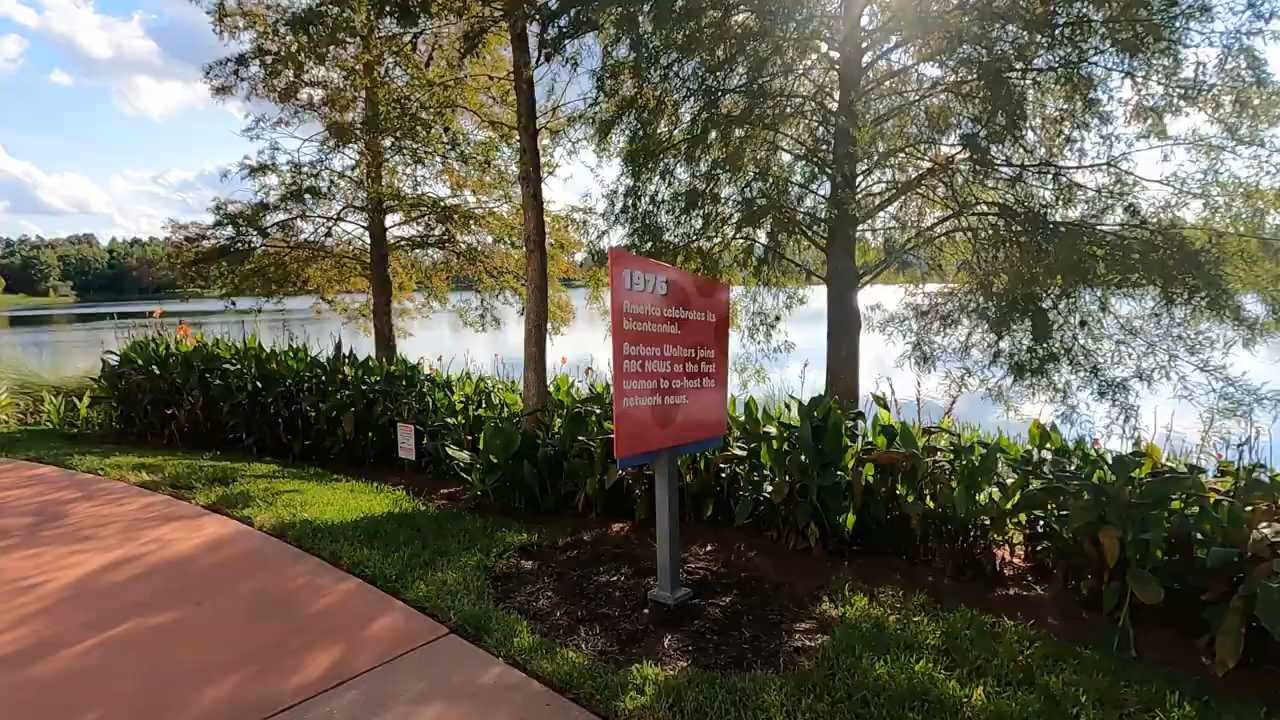 1976
America celebrates its
bicentennial.
Barbara Walters joins
ABC NEWS as the first
woman to co-host the
network news.